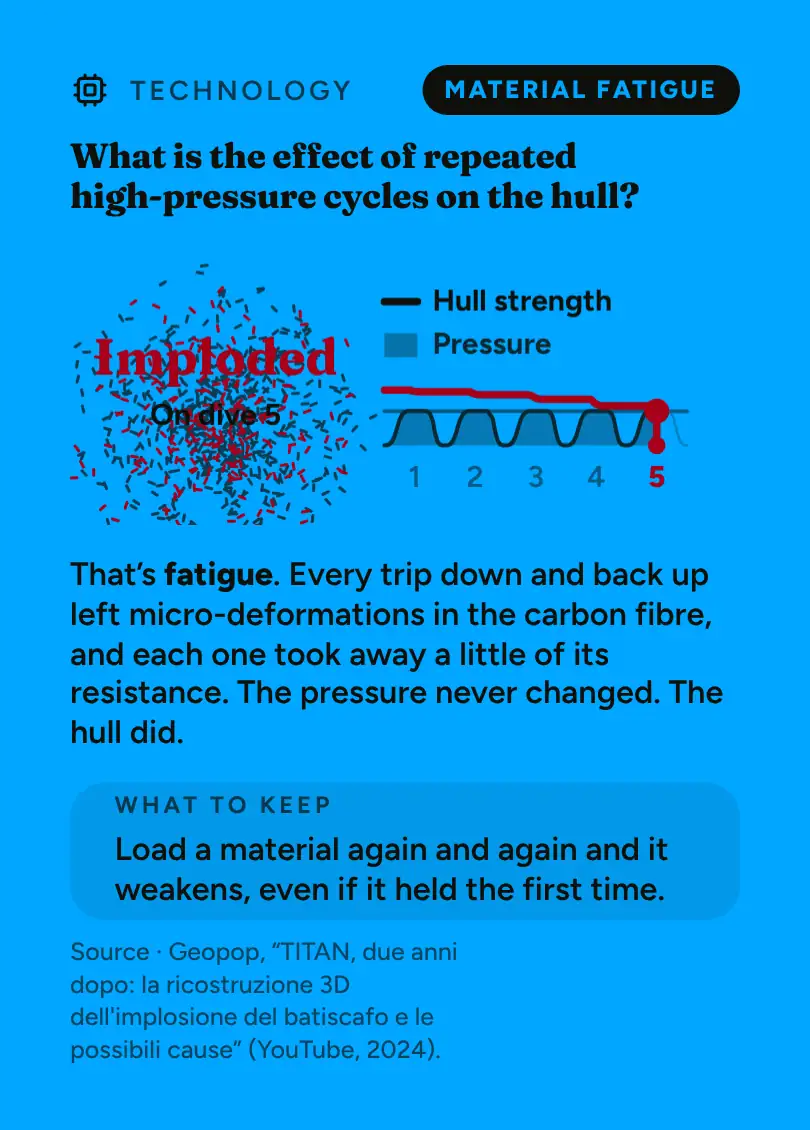 TECHNOLOGY
MATERIAL FATIGUE
What is the effect of repeated
high-pressure cycles on the hull?
Imploded
On dive 5
Hull strength
Pressure
1 2 3 4 5
That’s fatigue. Every trip down and back up
left micro-deformations in the carbon fibre,
and each one took away a little of its
resistance. The pressure never changed. The
hull did.
WHAT TO KEEP
Load a material again and again and it
weakens, even if it held the first time.
Source · Geopop, “TITAN, due anni
dopo: la ricostruzione 3D
dell'implosione del batiscafo e le
possibili cause” (YouTube, 2024).